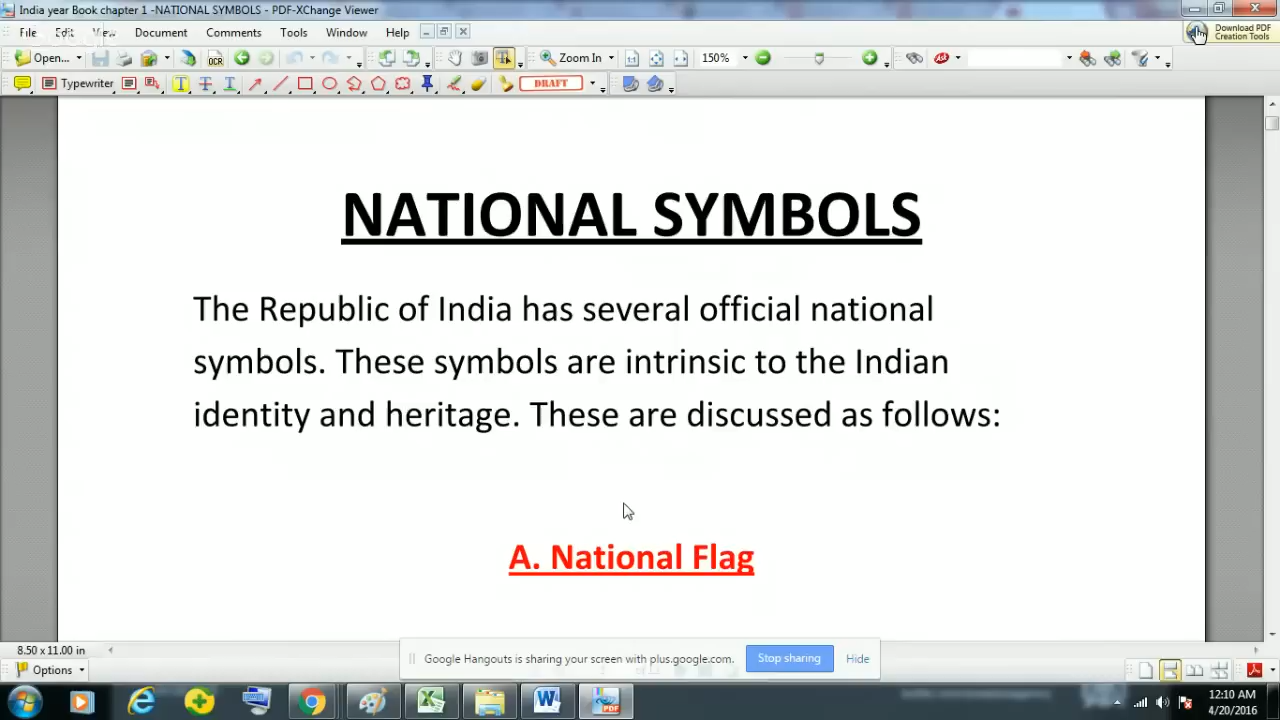 India year Book chapter 1 -NATIONAL SYMBOLS - PDF-XChange Viewer
File Edit View Document Comments Tools Window Help
Download PDF
Creation Tools
Open... OCR Zoom In 150%
Typewriter DRAFT
NATIONAL SYMBOLS
The Republic of India has several official national
symbols. These symbols are intrinsic to the Indian
identity and heritage. These are discussed as follows:
A. National Flag
8.50 x 11.00 in
Google Hangouts is sharing your screen with plus.google.com. Stop sharing Hide
Options
12:10 AM
4/20/2016